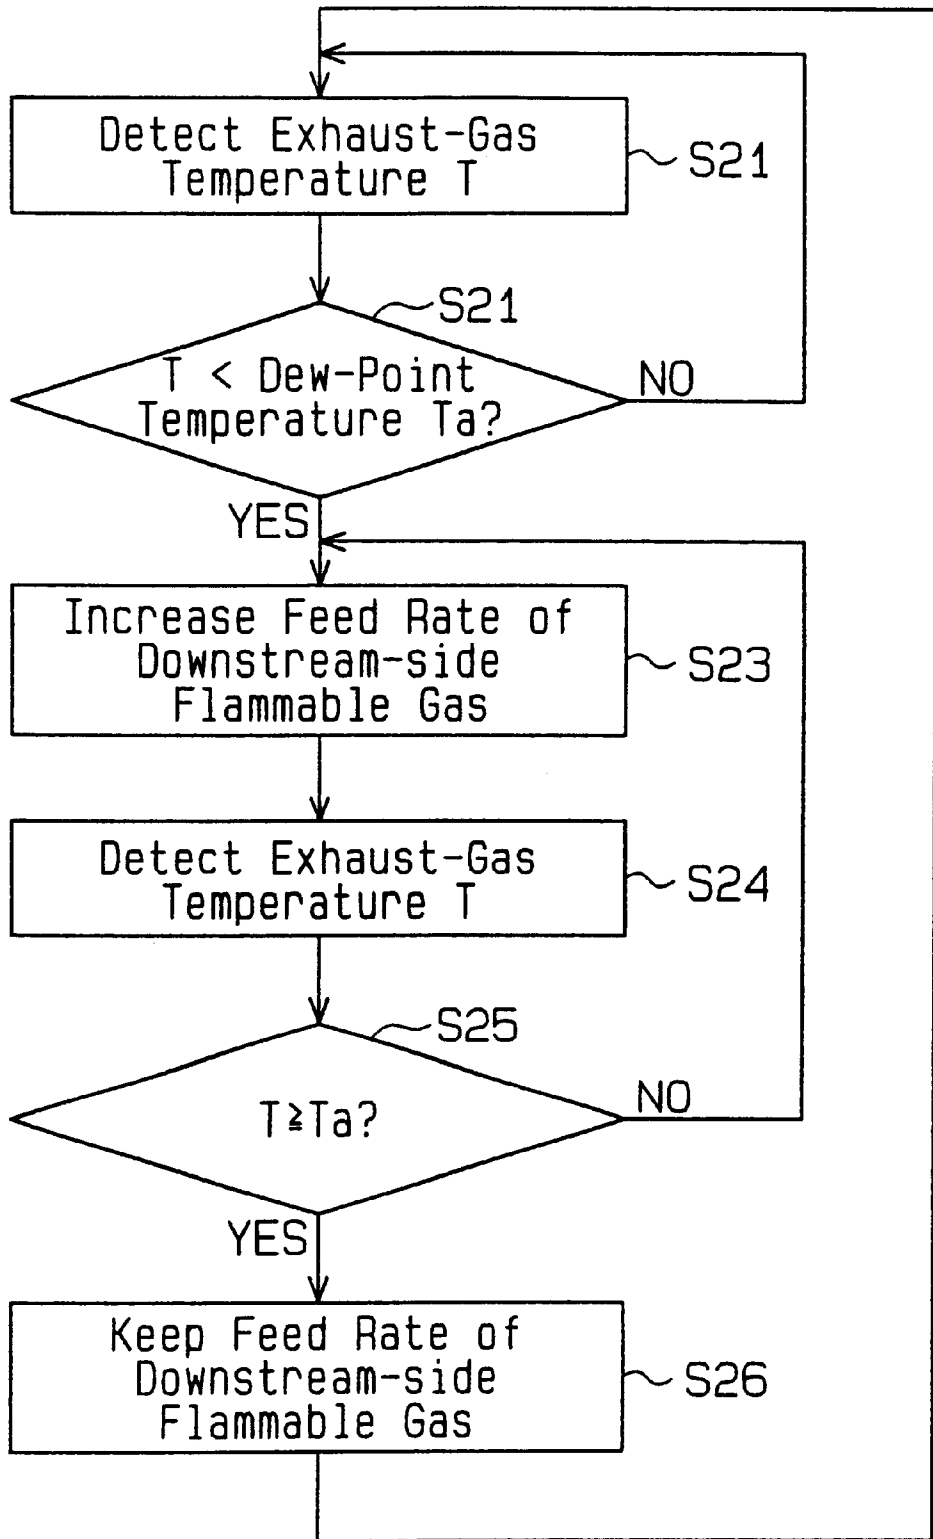 Detect Exhaust-Gas
Temperature T
S21
S21
T < Dew-Point
Temperature Ta?
NO
YES
Increase Feed Rate of
Downstream-side
Flammable Gas
S23
Detect Exhaust-Gas
Temperature T
S24
S25
T≧Ta?
NO
YES
Keep Feed Rate of
Downstream-side
Flammable Gas
S26